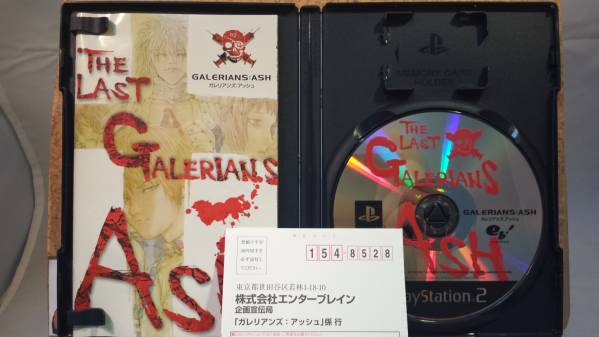 THE
LAST
GALERIANS
ASH
GALERIANS:ASH
ガレリアンズ:アッシュ
MEMORY CARD
HOLDER
THE
LAST
GALERIANS
ASH
GALERIANS:ASH
ガレリアンズ:アッシュ
eb!
PlayStation 2
154-8528
東京都世田谷区若林1-18-10
株式会社エンターブレイン
企画宣伝局
「ガレリアンズ:アッシュ」係 行